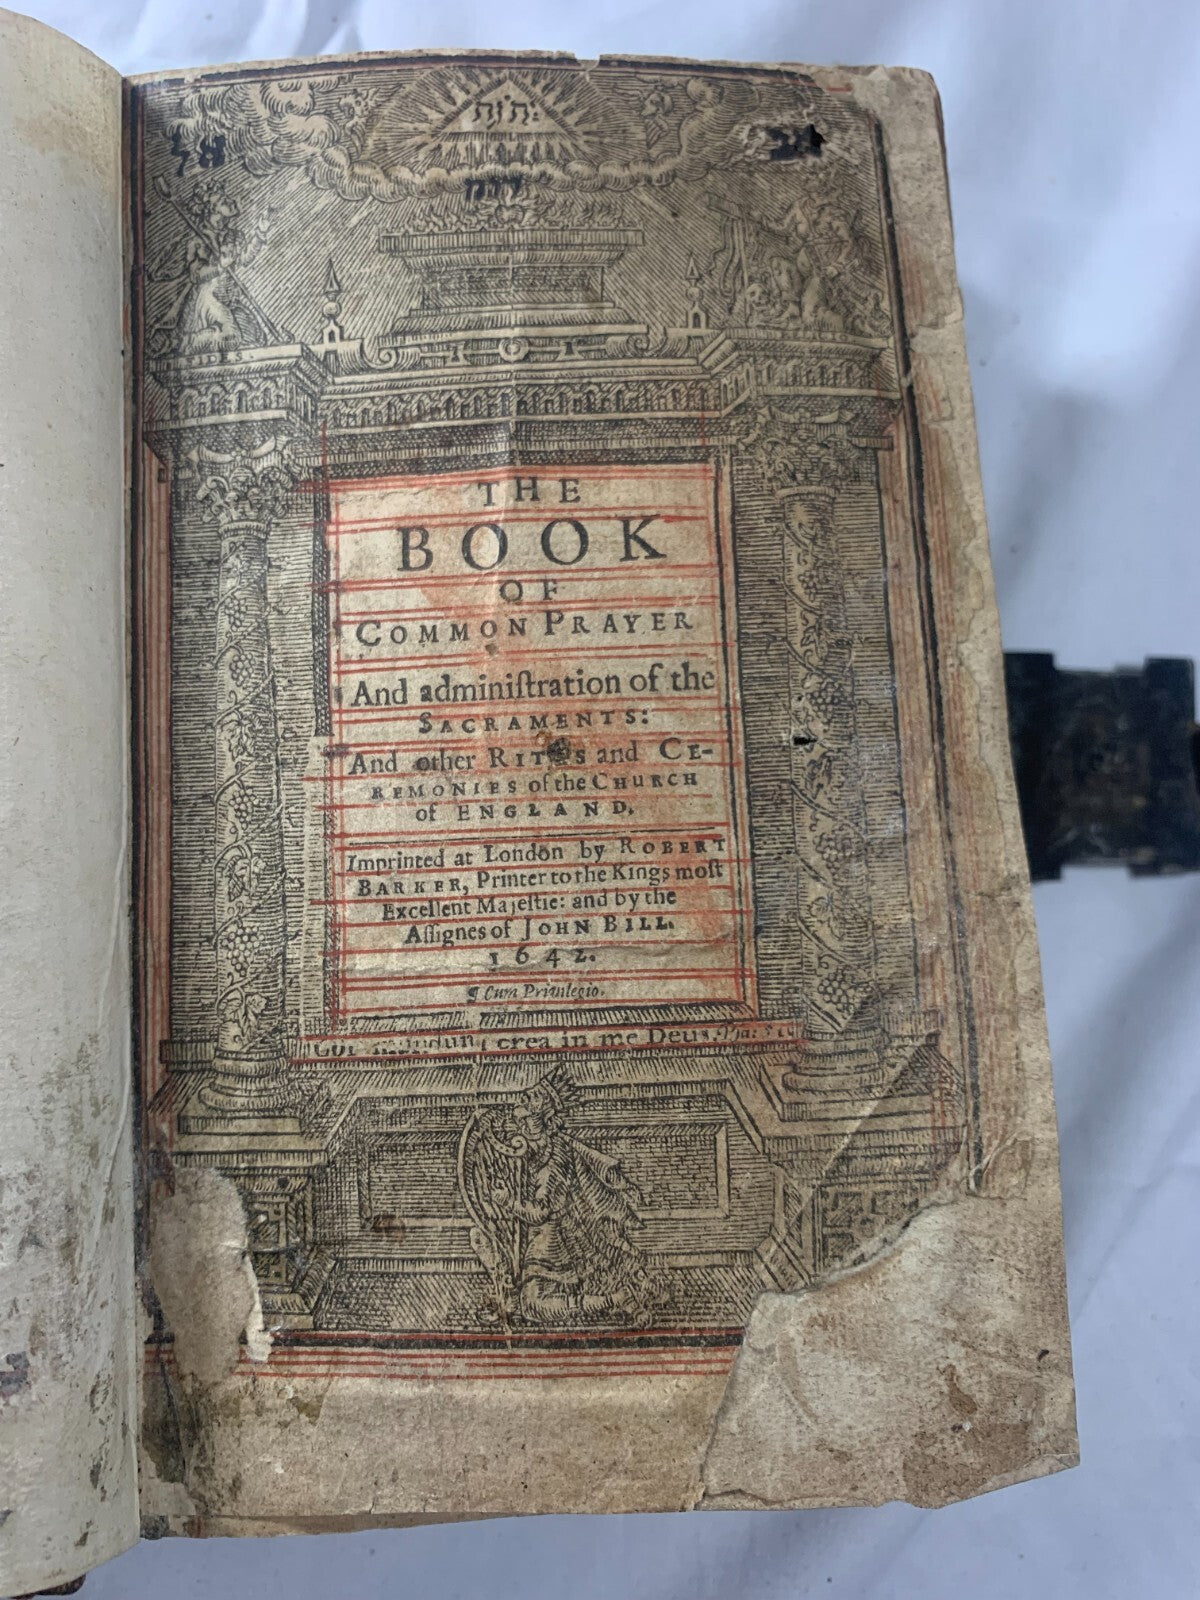 THE
BOOK
OF
COMMON PRAYER
And adminiſtration of the
SACRAMENTS:
And other RITES and CE-
REMONIES of the CHURCH
of ENGLAND.
Imprinted at London by ROBERT
BARKER, Printer to the Kings moſt
Excellent Majeſtie: and by the
Aſſignes of JOHN BILL.
1642.
¶ Cum Privilegio.
crea in me Deus.